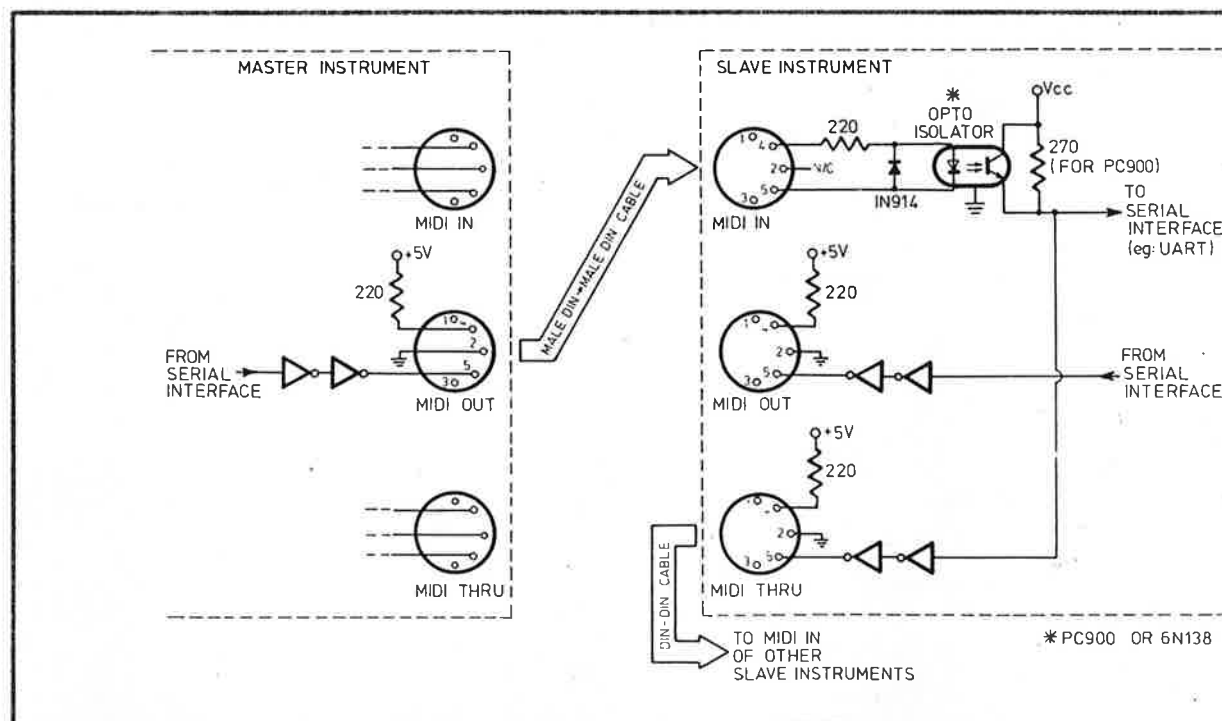 MASTER INSTRUMENT
MIDI IN
+5V
220
1
4
2
5
3
MIDI OUT
FROM
SERIAL
INTERFACE
MIDI THRU
MALE DIN-MALE DIN CABLE
SLAVE INSTRUMENT
1
4
2
5
3
N/C
MIDI IN
220
IN914
*
OPTO
ISOLATOR
Vcc
270
(FOR PC900)
TO
SERIAL
INTERFACE
(eg: UART)
+5V
220
1
2
5
3
MIDI OUT
FROM
SERIAL
INTERFACE
+5V
220
2
5
3
MIDI THRU
DIN-DIN CABLE
TO MIDI IN
OF OTHER
SLAVE INSTRUMENTS
* PC900 OR 6N138